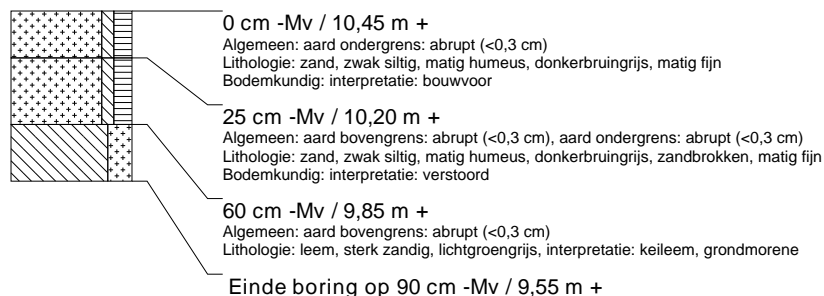 0 cm -Mv / 10,45 m +
Algemeen: aard ondergrens: abrupt (<0,3 cm)
Lithologie: zand, zwak siltig, matig humeus, donkerbruingrijs, matig fijn
Bodemkundig: interpretatie: bouwvoor
25 cm -Mv / 10,20 m +
Algemeen: aard bovengrens: abrupt (<0,3 cm), aard ondergrens: abrupt (<0,3 cm)
Lithologie: zand, zwak siltig, matig humeus, donkerbruingrijs, zandbrokken, matig fijn
Bodemkundig: interpretatie: verstoord
60 cm -Mv / 9,85 m +
Algemeen: aard bovengrens: abrupt (<0,3 cm)
Lithologie: leem, sterk zandig, lichtgroengrijs, interpretatie: keileem, grondmorene
Einde boring op 90 cm -Mv / 9,55 m +